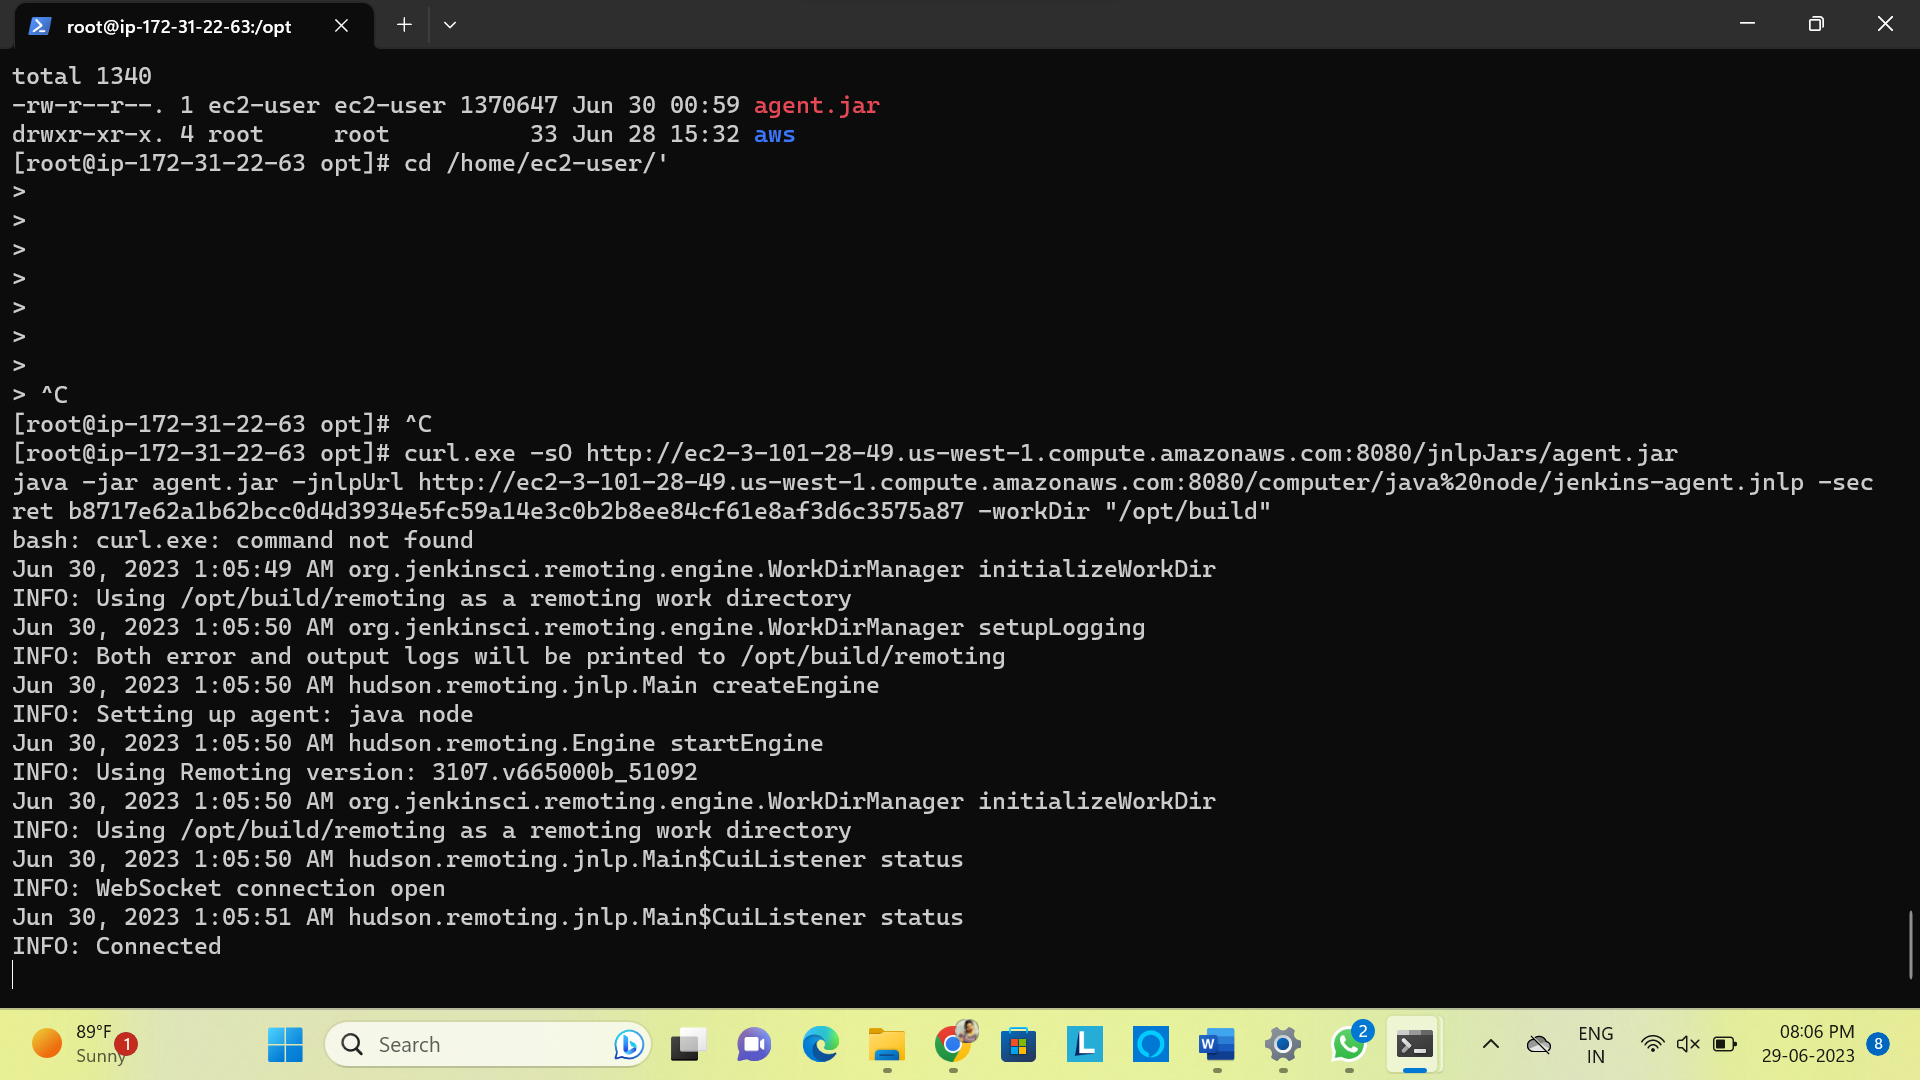 root@ip-172-31-22-63:/opt
total 1340
-rw-r--r--. 1 ec2-user ec2-user 1370647 Jun 30 00:59 agent.jar
drwxr-xr-x. 4 root     root          33 Jun 28 15:32 aws
[root@ip-172-31-22-63 opt]# cd /home/ec2-user/'
>
>
>
>
>
>
>
> ^C
[root@ip-172-31-22-63 opt]# ^C
[root@ip-172-31-22-63 opt]# curl.exe -sO http://ec2-3-101-28-49.us-west-1.compute.amazonaws.com:8080/jnlpJars/agent.jar
java -jar agent.jar -jnlpUrl http://ec2-3-101-28-49.us-west-1.compute.amazonaws.com:8080/computer/java%20node/jenkins-agent.jnlp -sec
ret b8717e62a1b62bcc0d4d3934e5fc59a14e3c0b2b8ee84cf61e8af3d6c3575a87 -workDir "/opt/build"
bash: curl.exe: command not found
Jun 30, 2023 1:05:49 AM org.jenkinsci.remoting.engine.WorkDirManager initializeWorkDir
INFO: Using /opt/build/remoting as a remoting work directory
Jun 30, 2023 1:05:50 AM org.jenkinsci.remoting.engine.WorkDirManager setupLogging
INFO: Both error and output logs will be printed to /opt/build/remoting
Jun 30, 2023 1:05:50 AM hudson.remoting.jnlp.Main createEngine
INFO: Setting up agent: java node
Jun 30, 2023 1:05:50 AM hudson.remoting.Engine startEngine
INFO: Using Remoting version: 3107.v665000b_51092
Jun 30, 2023 1:05:50 AM org.jenkinsci.remoting.engine.WorkDirManager initializeWorkDir
INFO: Using /opt/build/remoting as a remoting work directory
Jun 30, 2023 1:05:50 AM hudson.remoting.jnlp.Main$CuiListener status
INFO: WebSocket connection open
Jun 30, 2023 1:05:51 AM hudson.remoting.jnlp.Main$CuiListener status
INFO: Connected
89°F
Sunny
1
Search
L
W
2
ENG
IN
08:06 PM
29-06-2023
8